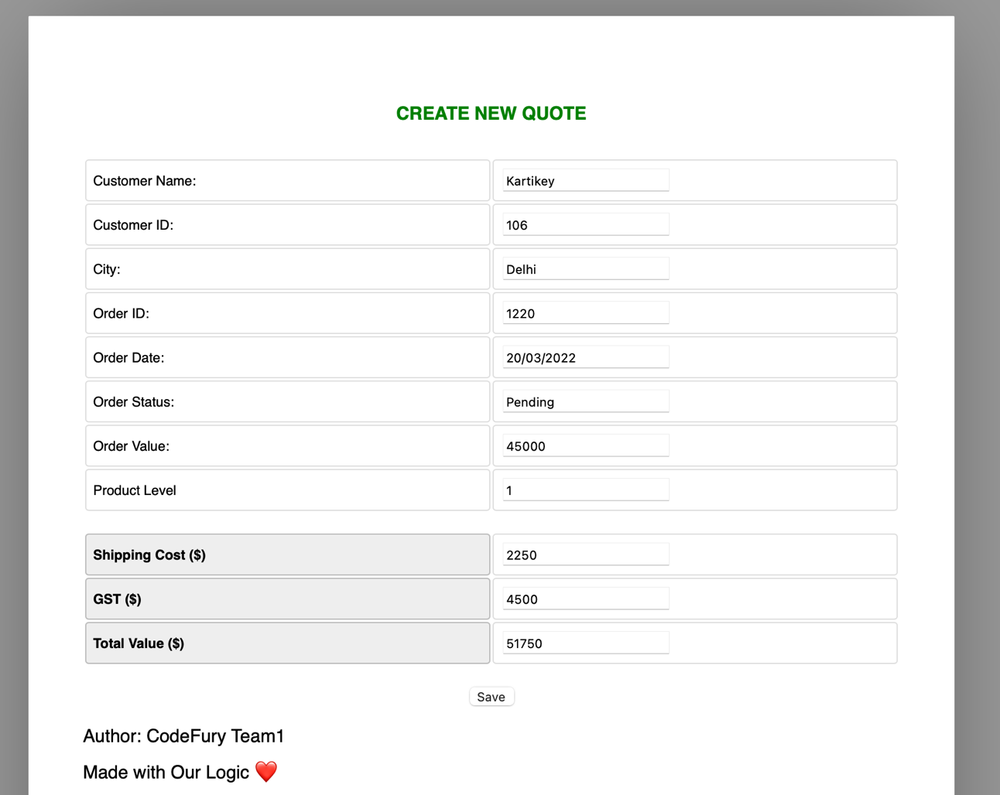 CREATE NEW QUOTE
Customer Name: Kartikey
Customer ID: 106
City: Delhi
Order ID: 1220
Order Date: 20/03/2022
Order Status: Pending
Order Value: 45000
Product Level 1
Shipping Cost ($) 2250
GST ($) 4500
Total Value ($) 51750
Save
Author: CodeFury Team1
Made with Our Logic ❤️